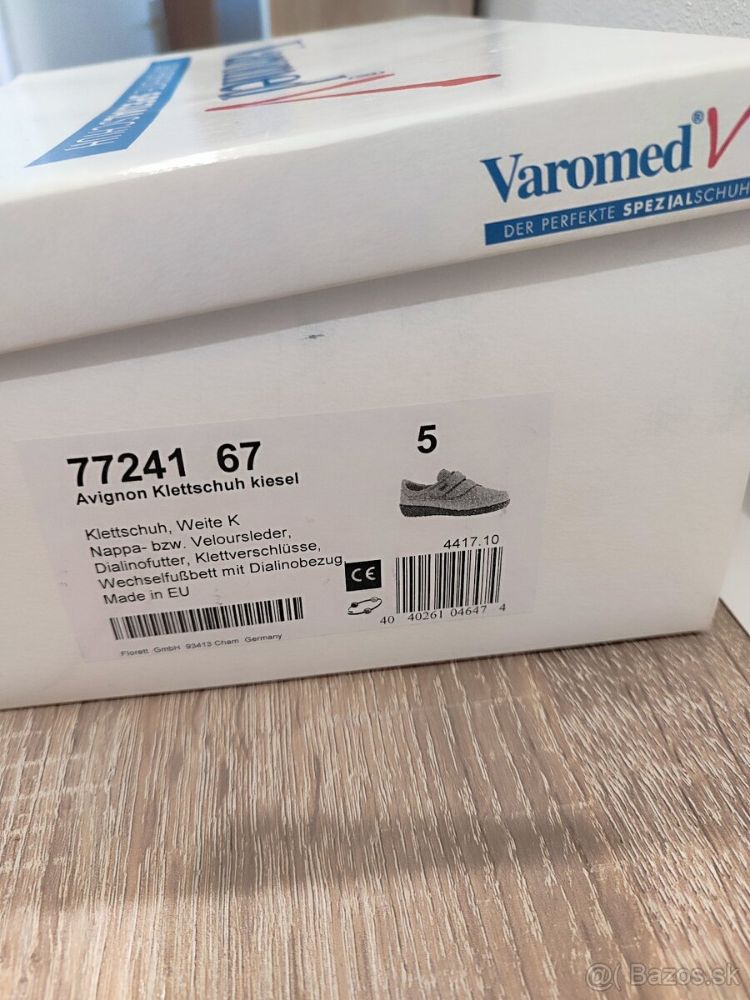 Varomed®
DER PERFEKTE SPEZIALSCHUH
77241 67
5
Avignon Klettschuh kiesel
Klettschuh, Weite K
Nappa- bzw. Veloursleder,
Dialinofutter, Klettverschlüsse,
Wechselfußbett mit Dialinobezug,
Made in EU
4417.10
CE
40 40261 04647 4
Florett GmbH 93413 Cham Germany
@( Bazos.sk